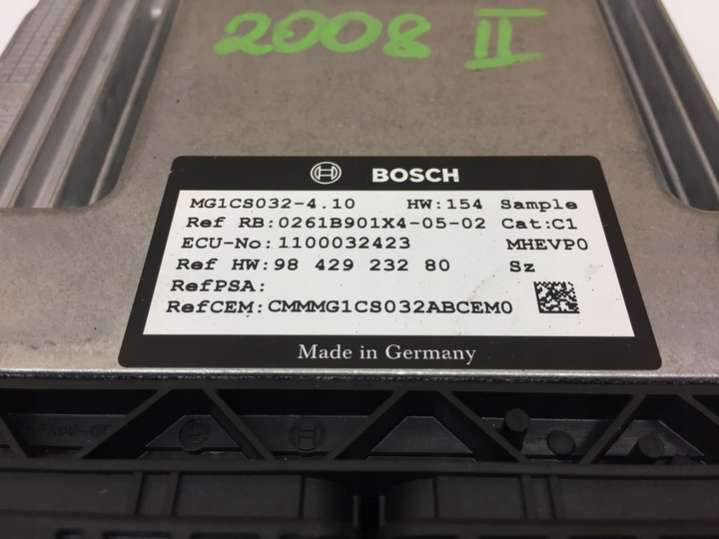 2008 II
BOSCH
MG1CS032-4.10 HW:154 Sample
Ref RB:0261B901X4-05-02 Cat:C1
ECU-No:1100032423 MHEVP0
Ref HW:98 429 232 80 Sz
RefPSA:
RefCEM:CMMMG1CS032ABCEM0
Made in Germany